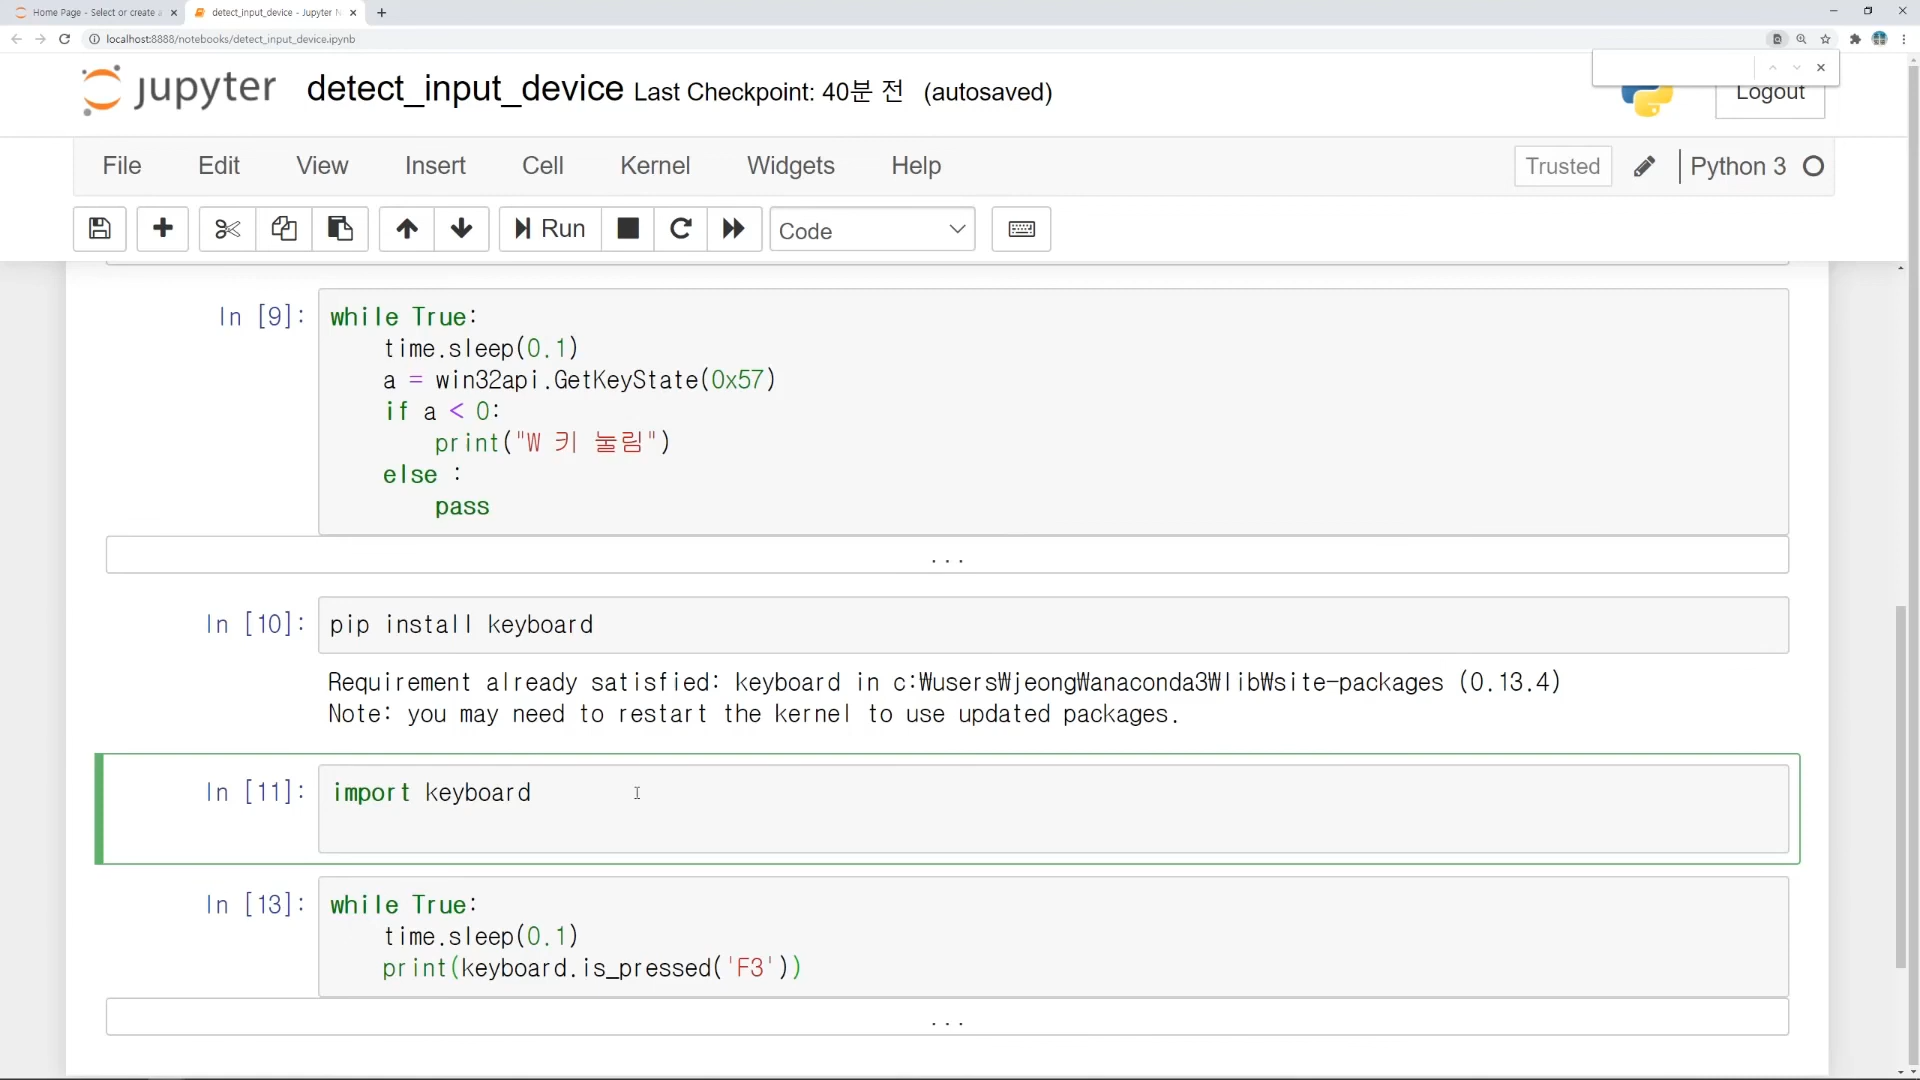 Home Page - Select or create a
detect_input_device - Jupyter N
localhost:8888/notebooks/detect_input_device.ipynb
jupyter detect_input_device Last Checkpoint: 40분 전 (autosaved)
Logout
File Edit View Insert Cell Kernel Widgets Help Trusted Python 3
Run Code
In [9]: while True:
time.sleep(0.1)
a = win32api.GetKeyState(0x57)
if a < 0:
print("W 키 눌림")
else :
pass
...
In [10]: pip install keyboard
Requirement already satisfied: keyboard in c:₩users₩jeong₩anaconda3₩lib₩site-packages (0.13.4)
Note: you may need to restart the kernel to use updated packages.
In [11]: import keyboard
In [13]: while True:
time.sleep(0.1)
print(keyboard.is_pressed('F3'))
...